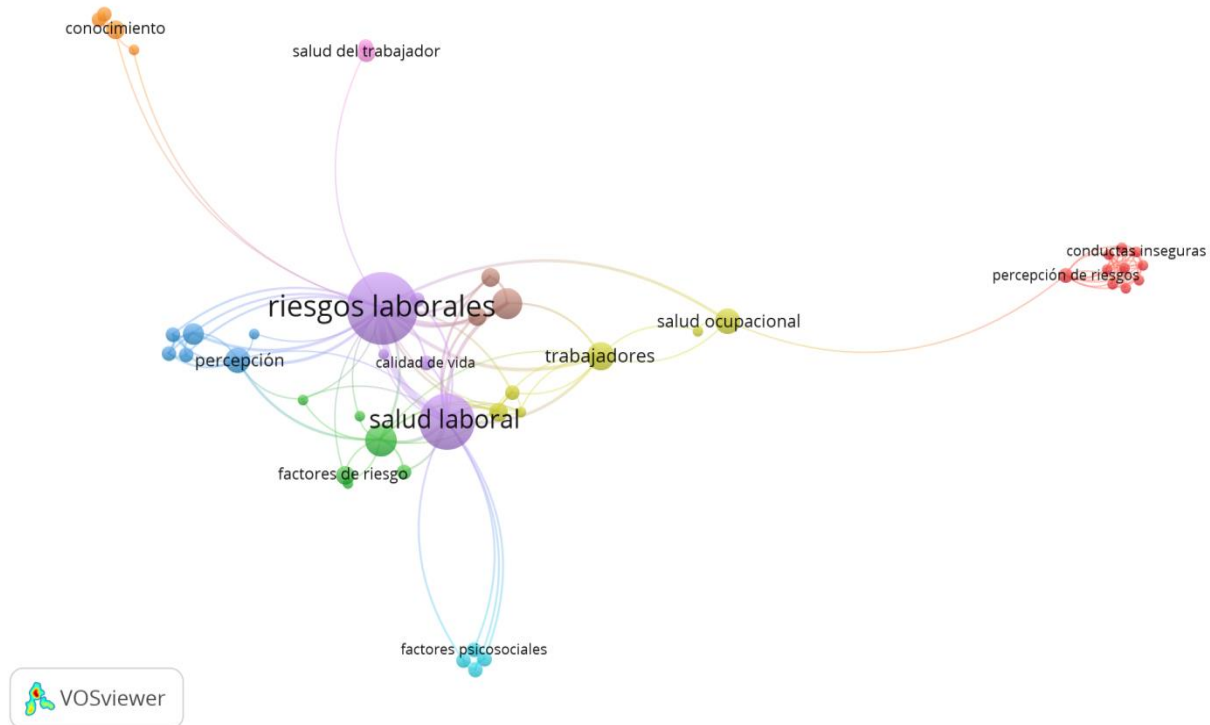 conocimiento
salud del trabajador
conductas inseguras
percepción de riesgos
riesgos laborales
salud ocupacional
trabajadores
percepción
calidad de vida
salud laboral
factores de riesgo
factores psicosociales
VOSviewer